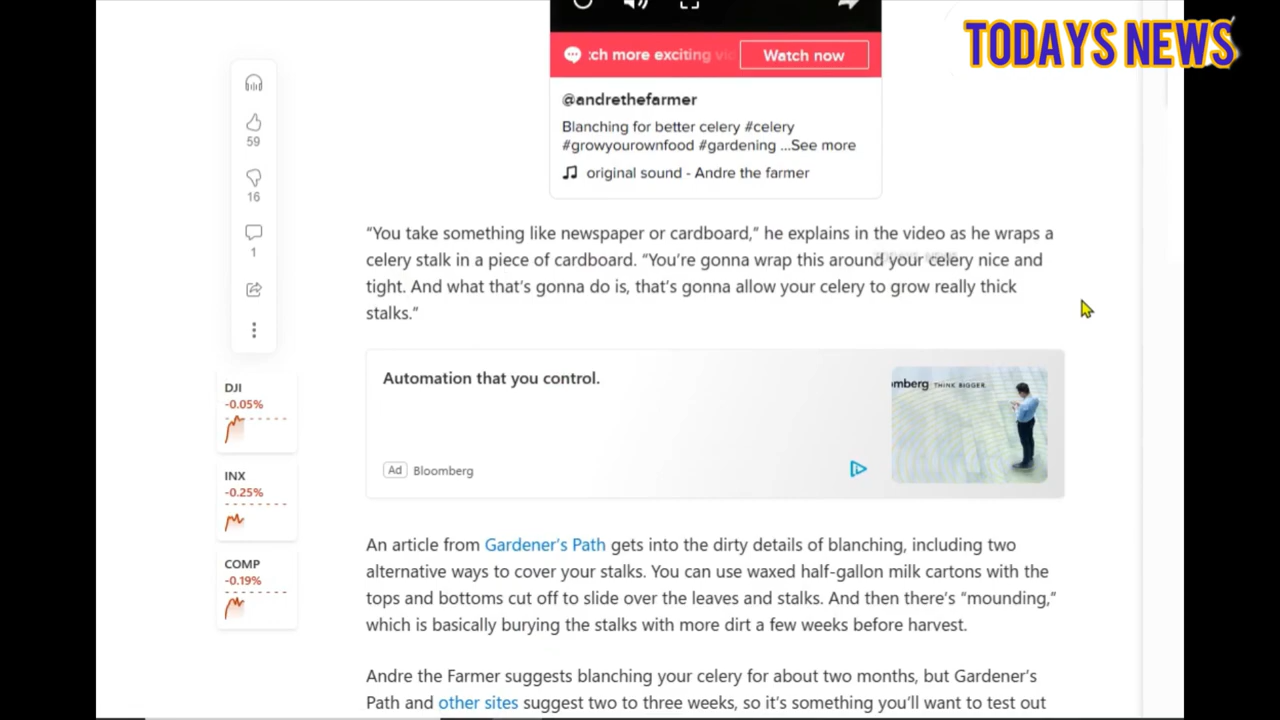 TODAYS NEWS
ch more exciting vi
Watch now
@andrethefarmer
Blanching for better celery #celery
#growyourownfood #gardening ...See more
original sound - Andre the farmer
59
16
1
“You take something like newspaper or cardboard,” he explains in the video as he wraps a
celery stalk in a piece of cardboard. “You’re gonna wrap this around your celery nice and
tight. And what that’s gonna do is, that’s gonna allow your celery to grow really thick
stalks.”
DJI
-0.05%
INX
-0.25%
COMP
-0.19%
Automation that you control.
mberg THINK BIGGER
Ad Bloomberg
An article from Gardener’s Path gets into the dirty details of blanching, including two
alternative ways to cover your stalks. You can use waxed half-gallon milk cartons with the
tops and bottoms cut off to slide over the leaves and stalks. And then there’s “mounding,”
which is basically burying the stalks with more dirt a few weeks before harvest.
Andre the Farmer suggests blanching your celery for about two months, but Gardener’s
Path and other sites suggest two to three weeks, so it’s something you’ll want to test out